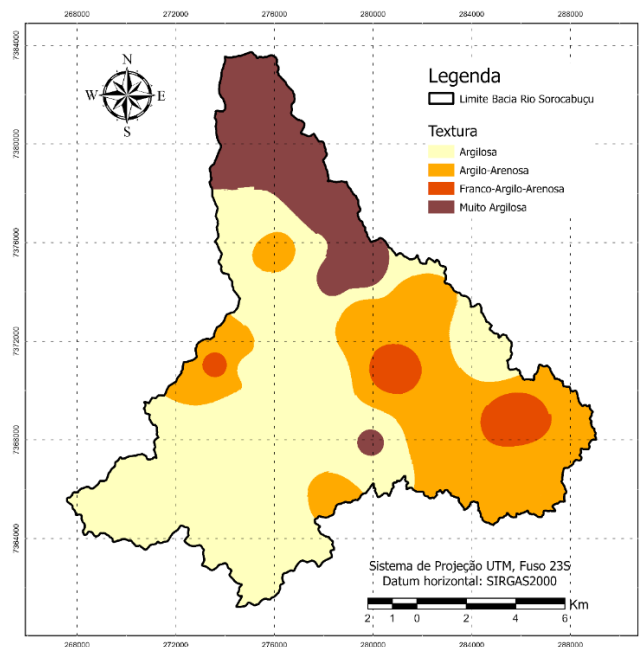 268000 272000 276000 280000 284000 288000
7384000
7380000
7376000
7372000
7368000
7384000
N
W E
S
Legenda
Limite Bacia Rio Sorocabuçu
Textura
Argilosa
Argilo-Arenosa
Franco-Argilo-Arenosa
Muito Argilosa
Sistema de Projeção UTM, Fuso 23S
Datum horizontal: SIRGAS2000
2 1 0 2 4 6 Km
268000 272000 276000 280000 284000 288000